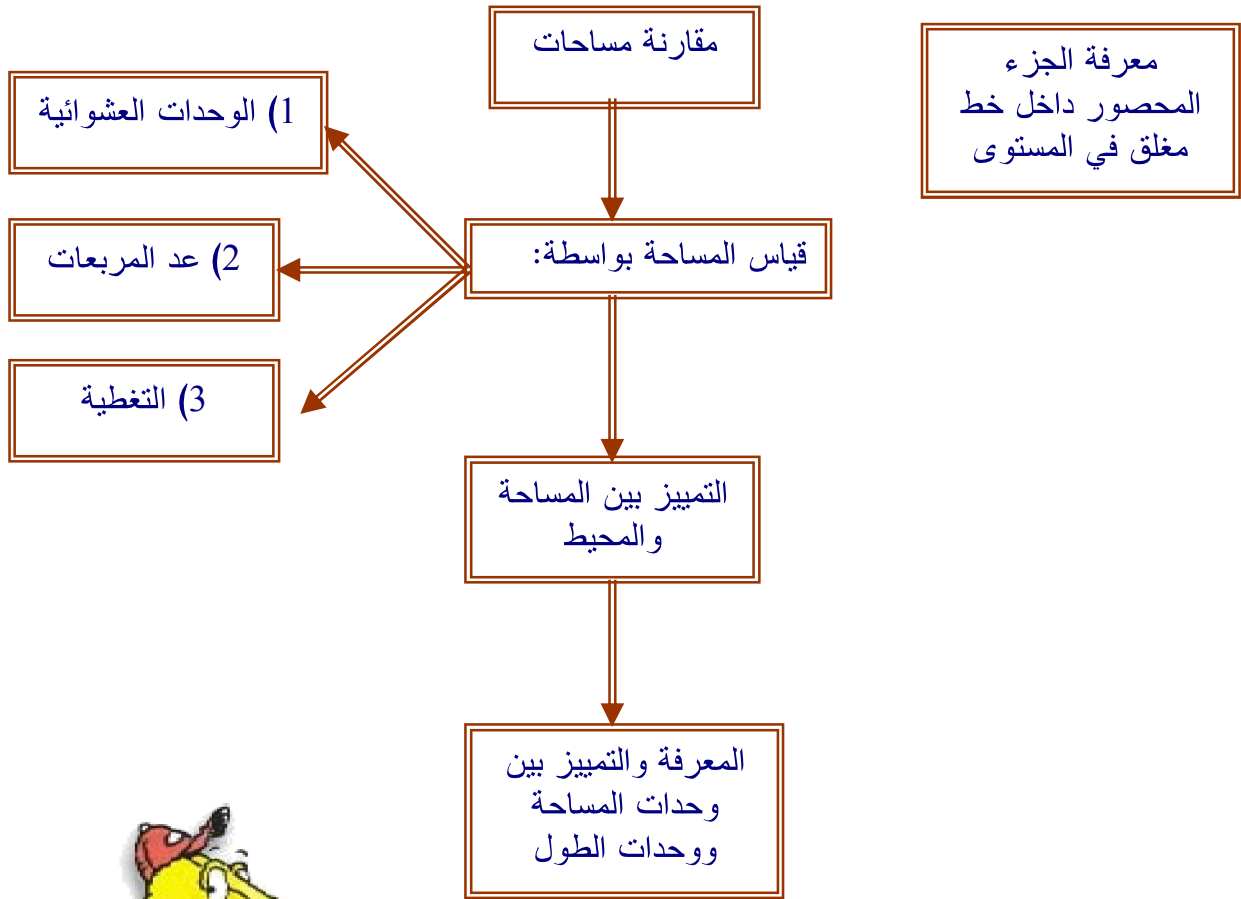 معرفة الجزء
المحصور داخل خط
مغلق في المستوى
مقارنة مساحات
قياس المساحة بواسطة:
1) الوحدات العشوائية
2) عد المربعات
3) التغطية
التمييز بين المساحة
والمحيط
المعرفة والتمييز بين
وحدات المساحة
ووحدات الطول